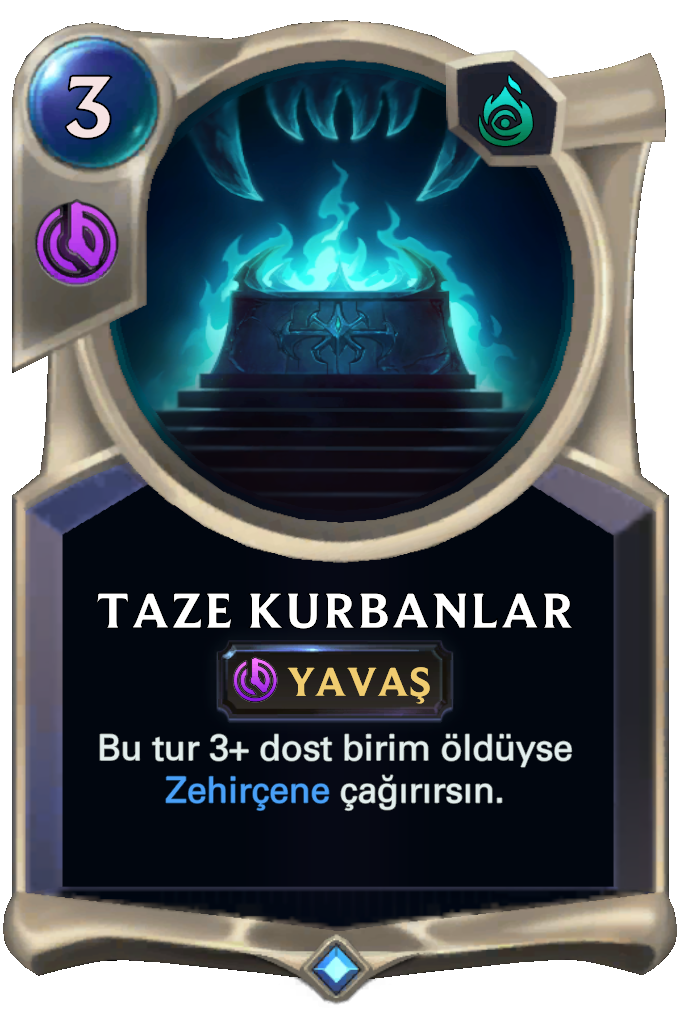 3
TAZE KURBANLAR
YAVAŞ
Bu tur 3+ dost birim öldüyse
Zehirçene çağırırsın.